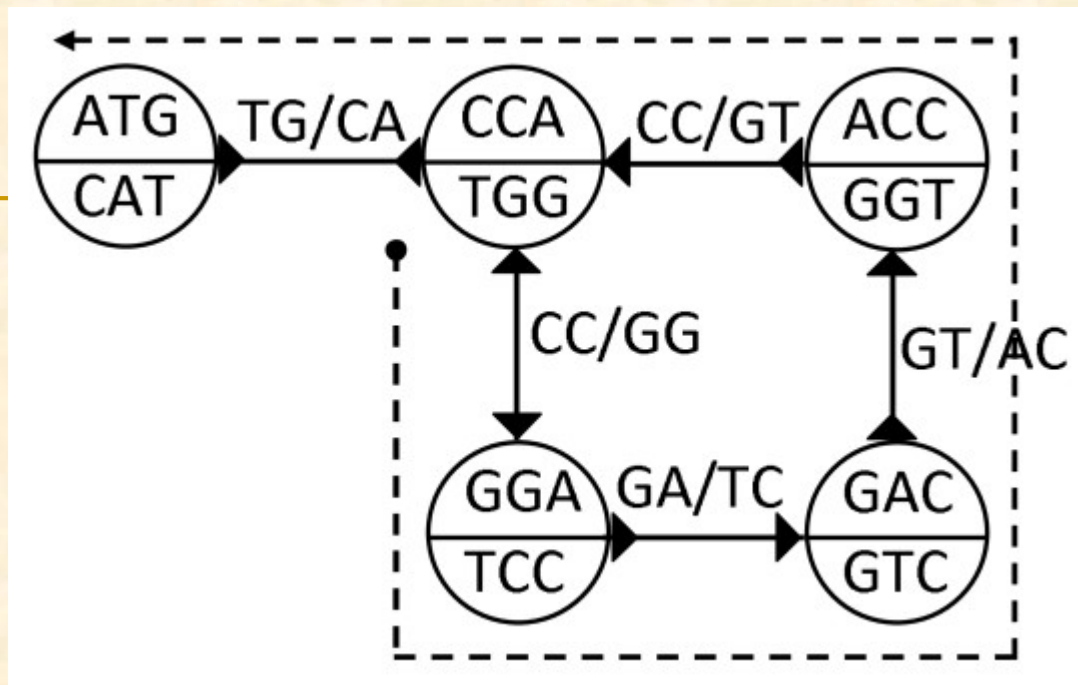 ATG TG/CA CCA CC/GT ACC
CAT TGG GGT
CC/GG GT/AC
GGA GA/TC GAC
TCC GTC